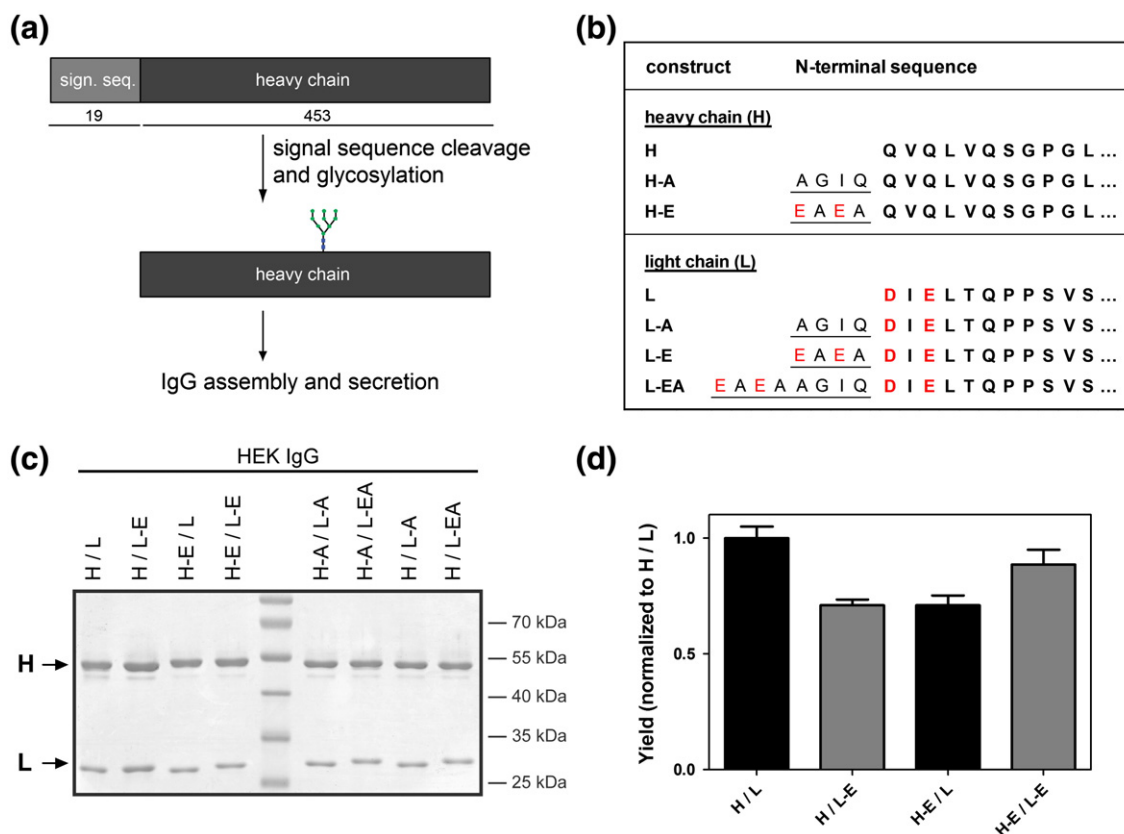 (a)
sign. seq.
heavy chain
19
453
signal sequence cleavage
and glycosylation
heavy chain
IgG assembly and secretion
(b)
construct N-terminal sequence
heavy chain (H)
H Q V Q L V Q S G P G L ...
H-A A G I Q Q V Q L V Q S G P G L ...
H-E E A E A Q V Q L V Q S G P G L ...
light chain (L)
L D I E L T Q P P S V S ...
L-A A G I Q D I E L T Q P P S V S ...
L-E E A E A D I E L T Q P P S V S ...
L-EA E A E A A G I Q D I E L T Q P P S V S ...
(c)
HEK IgG
H / L
H / L-E
H-E / L
H-E / L-E
H-A / L-A
H-A / L-EA
H / L-A
H / L-EA
H
L
70 kDa
55 kDa
40 kDa
35 kDa
25 kDa
(d)
Yield (normalized to H / L)
1.0
0.5
0.0
H / L
H / L-E
H-E / L
H-E / L-E